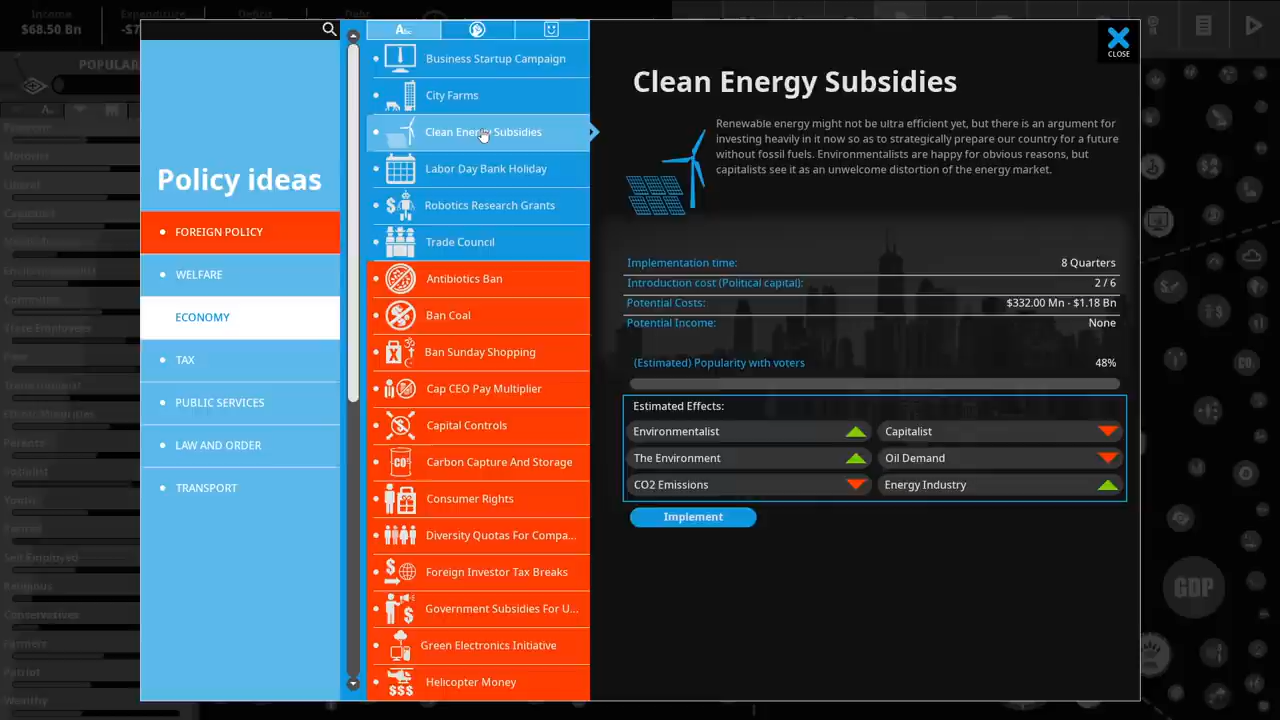 Income
Expenditure
Deficit
Debt
$68.50 Bn
CLOSE
Policy ideas
FOREIGN POLICY
WELFARE
ECONOMY
TAX
PUBLIC SERVICES
LAW AND ORDER
TRANSPORT
Business Startup Campaign
City Farms
Clean Energy Subsidies
Labor Day Bank Holiday
Robotics Research Grants
Trade Council
Antibiotics Ban
Ban Coal
Ban Sunday Shopping
Cap CEO Pay Multiplier
Capital Controls
Carbon Capture And Storage
Consumer Rights
Diversity Quotas For Compa...
Foreign Investor Tax Breaks
Government Subsidies For U...
Green Electronics Initiative
Helicopter Money
Clean Energy Subsidies
Renewable energy might not be ultra efficient yet, but there is an argument for
investing heavily in it now so as to strategically prepare our country for a future
without fossil fuels. Environmentalists are happy for obvious reasons, but
capitalists see it as an unwelcome distortion of the energy market.
Implementation time: 8 Quarters
Introduction cost (Political capital): 2 / 6
Potential Costs: $332.00 Mn - $1.18 Bn
Potential Income: None
(Estimated) Popularity with voters 48%
Estimated Effects:
Environmentalist Capitalist
The Environment Oil Demand
CO2 Emissions Energy Industry
Implement
GDP